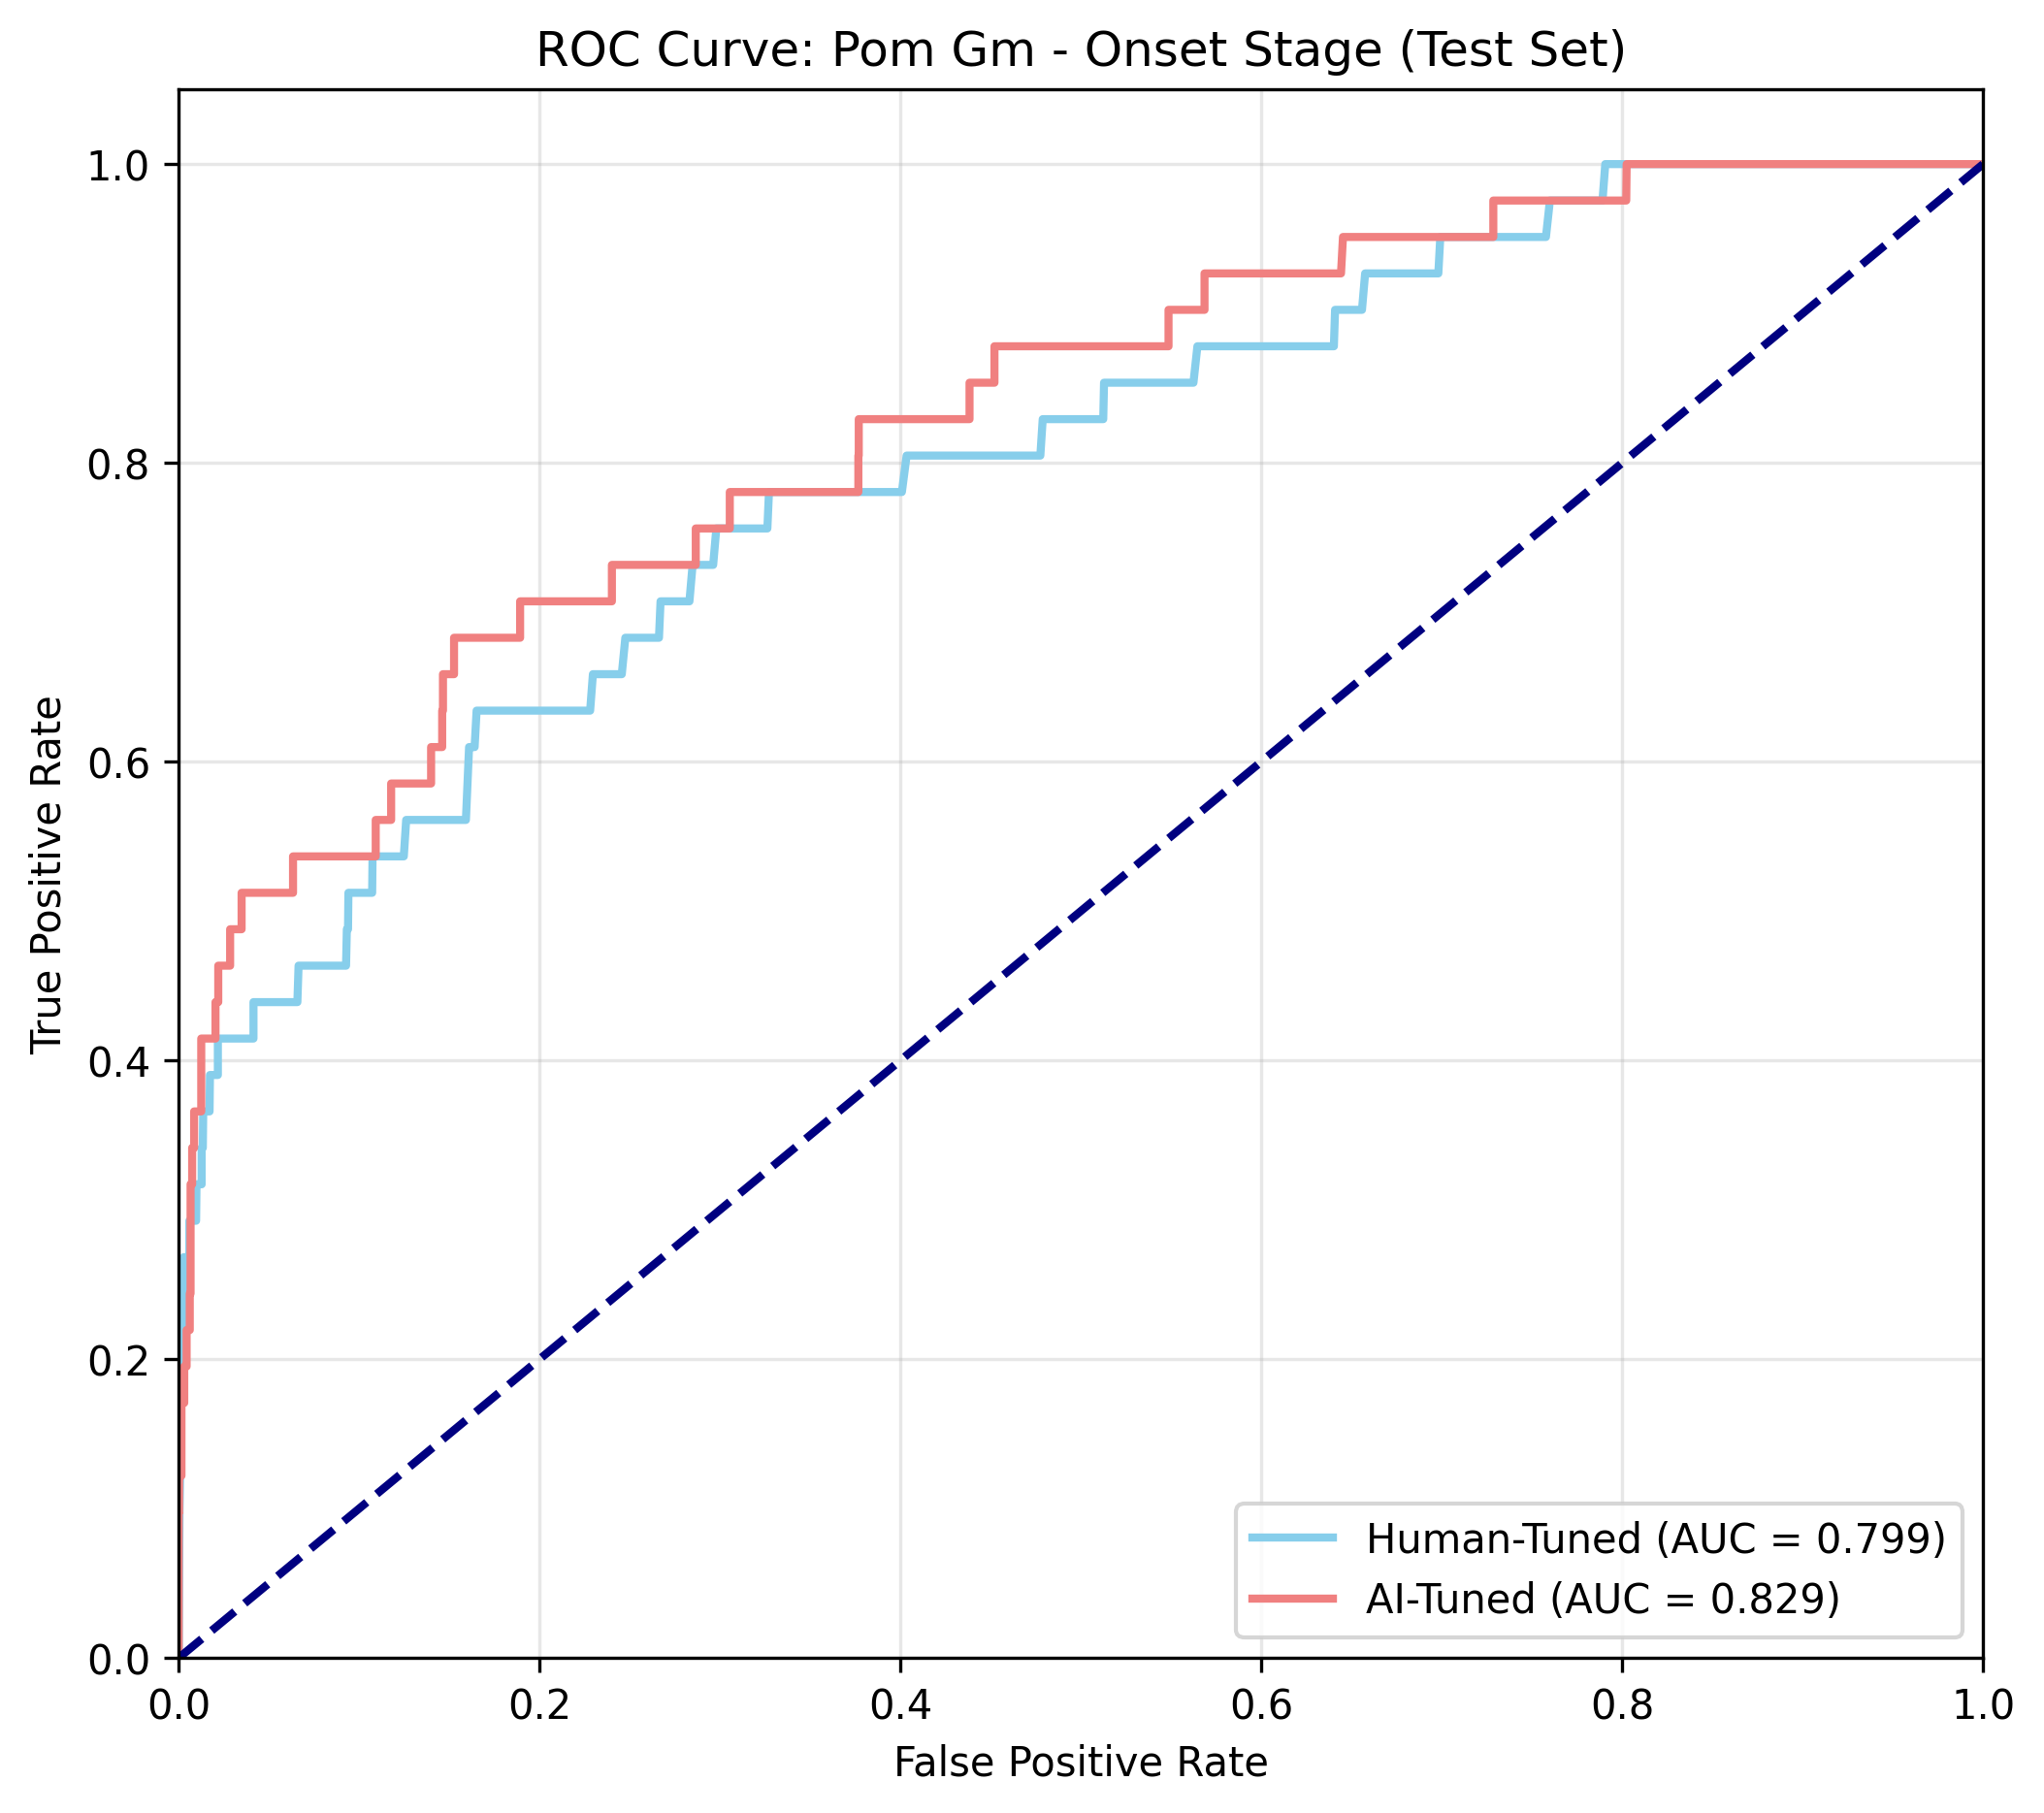 ROC Curve: Pom Gm - Onset Stage (Test Set)
True Positive Rate
1.0
0.8
0.6
0.4
0.2
0.0
0.0 0.2 0.4 0.6 0.8 1.0
False Positive Rate
Human-Tuned (AUC = 0.799)
AI-Tuned (AUC = 0.829)